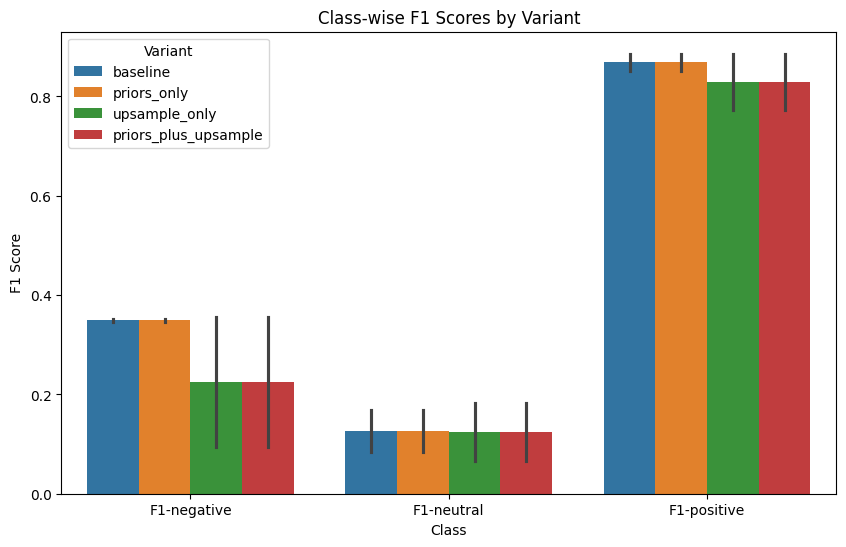 Class-wise F1 Scores by Variant
Variant
baseline
priors_only
upsample_only
priors_plus_upsample
F1 Score
0.8
0.6
0.4
0.2
0.0
F1-negative
F1-neutral
F1-positive
Class